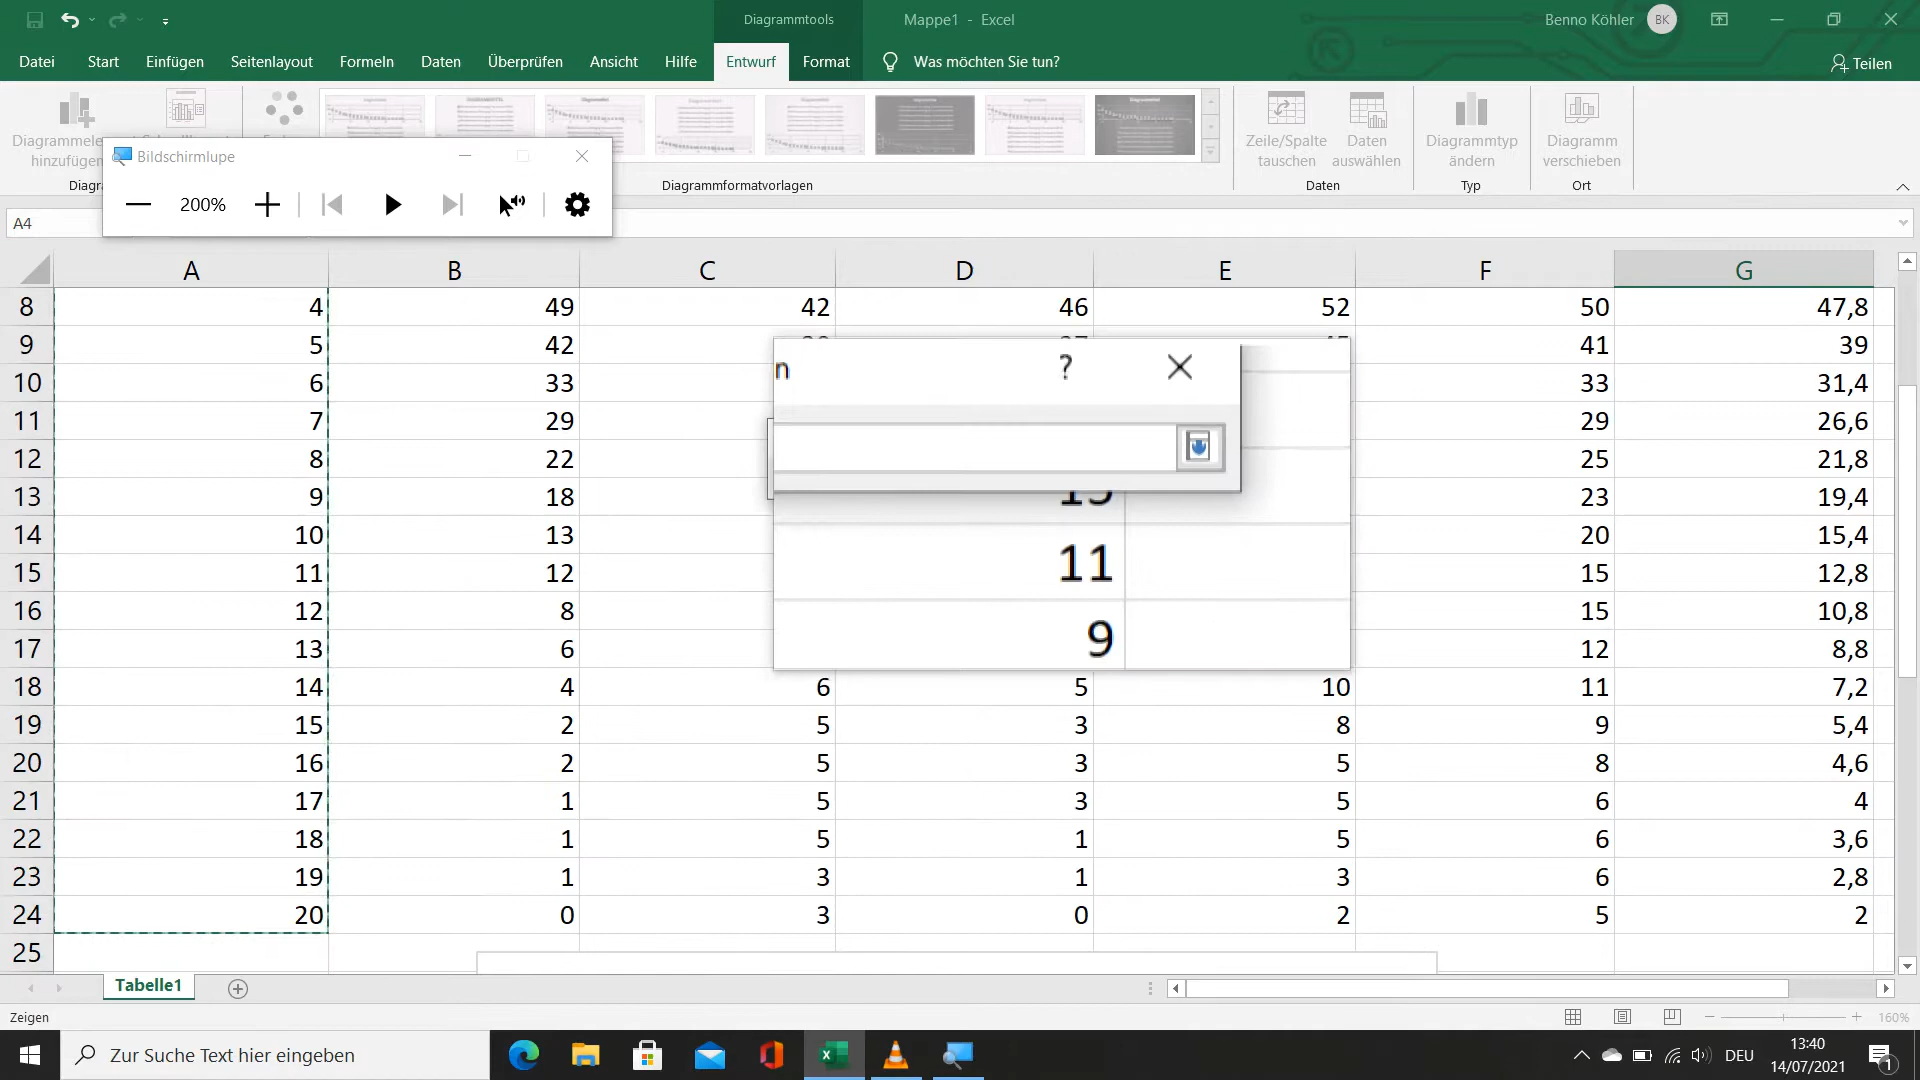 Diagrammtools
Mappe1 - Excel
Benno Köhler BK
Datei Start Einfügen Seitenlayout Formeln Daten Überprüfen Ansicht Hilfe Entwurf Format Was möchten Sie tun? Teilen
Zeile/Spalte tauschen
Daten auswählen
Diagrammtyp ändern
Diagramm verschieben
hinzufügen
Diagrammformatvorlagen Daten Typ Ort
Bildschirmlupe
200%
A4
A B C D E F G
8 4 49 42 46 52 50 47,8
9 5 42 41 39
10 6 33 33 31,4
11 7 29 29 26,6
12 8 22 25 21,8
13 9 18 23 19,4
14 10 13 20 15,4
15 11 12 15 12,8
16 12 8 15 10,8
17 13 6 12 8,8
n ?
11
9
18 14 4 6 5 10 11 7,2
19 15 2 5 3 8 9 5,4
20 16 2 5 3 5 8 4,6
21 17 1 5 3 5 6 4
22 18 1 5 1 5 6 3,6
23 19 1 3 1 3 6 2,8
24 20 0 3 0 2 5 2
25
Tabelle1
Zeigen
160%
Zur Suche Text hier eingeben
DEU
13:40
14/07/2021
1